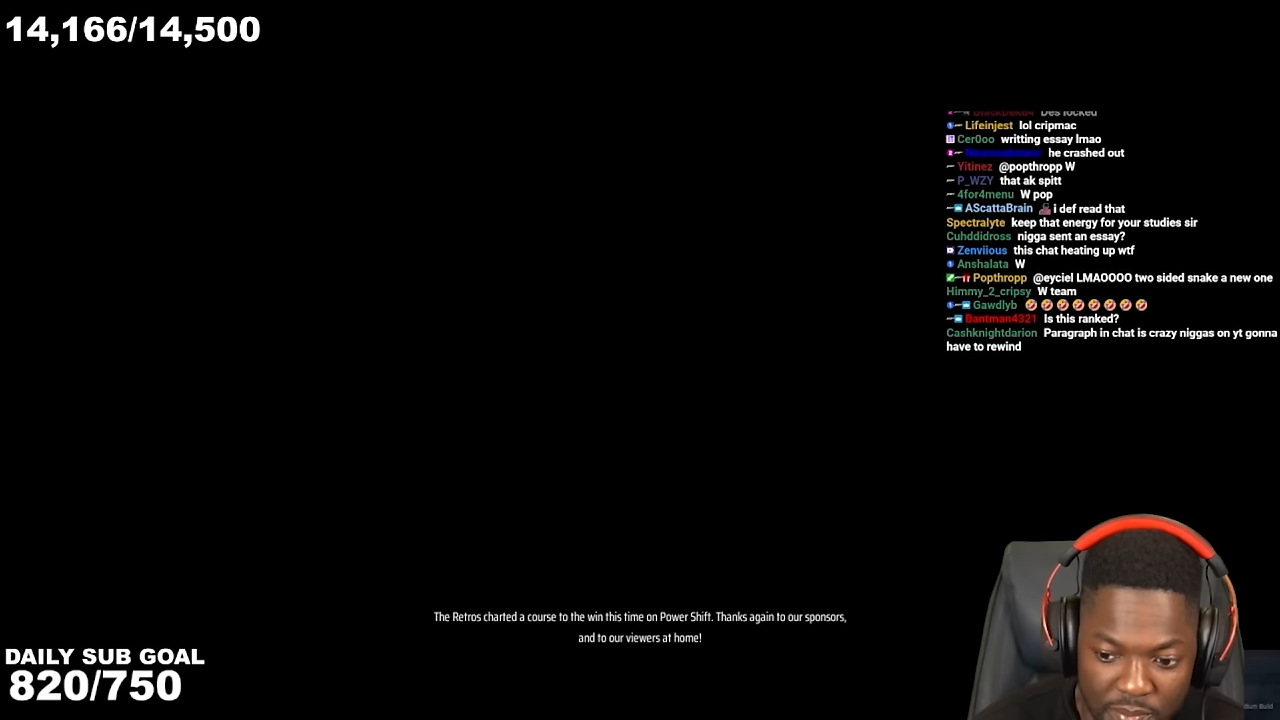 14,166/14,500
Des locked
Lifeinjest lol cripmac
Cer0oo writting essay lmao
he crashed out
Yitinez @popthropp W
P_WZY that ak spitt
4for4menu W pop
AScattaBrain i def read that
Spectralyte keep that energy for your studies sir
Cuhddidross nigga sent an essay?
Zenviious this chat heating up wtf
Anshalata W
Popthropp @eyciel LMAOOOO two sided snake a new one
Himmy_2_cripsy W team
Gawdlyb
Bantman4321 Is this ranked?
Cashknightdarion Paragraph in chat is crazy niggas on yt gonna
have to rewind
The Retros charted a course to the win this time on Power Shift. Thanks again to our sponsors,
and to our viewers at home!
DAILY SUB GOAL
820/750
Build